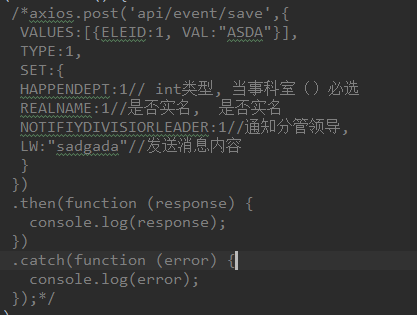 /*axios.post('api/event/save',{
VALUES:[{ELEID:1, VAL:"ASDA"}],
TYPE:1,
SET:{
HAPPENDEPT:1// int类型, 当事科室（）必选
REALNAME:1//是否实名, 是否实名
NOTIFIYDIVISIORLEADER:1//通知分管领导,
LW:"sadgada"//发送消息内容
}
})
.then(function (response) {
console.log(response);
})
.catch(function (error) {
console.log(error);
});*/